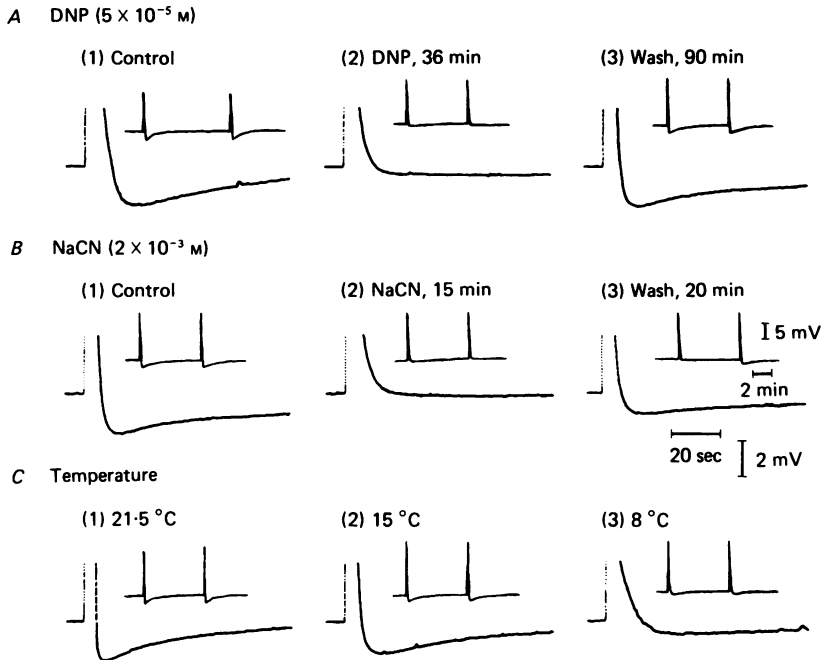 A DNP (5 × 10⁻⁵ M)
(1) Control (2) DNP, 36 min (3) Wash, 90 min
B NaCN (2 × 10⁻³ M)
(1) Control (2) NaCN, 15 min (3) Wash, 20 min
5 mV
2 min
20 sec 2 mV
C Temperature
(1) 21·5 °C (2) 15 °C (3) 8 °C